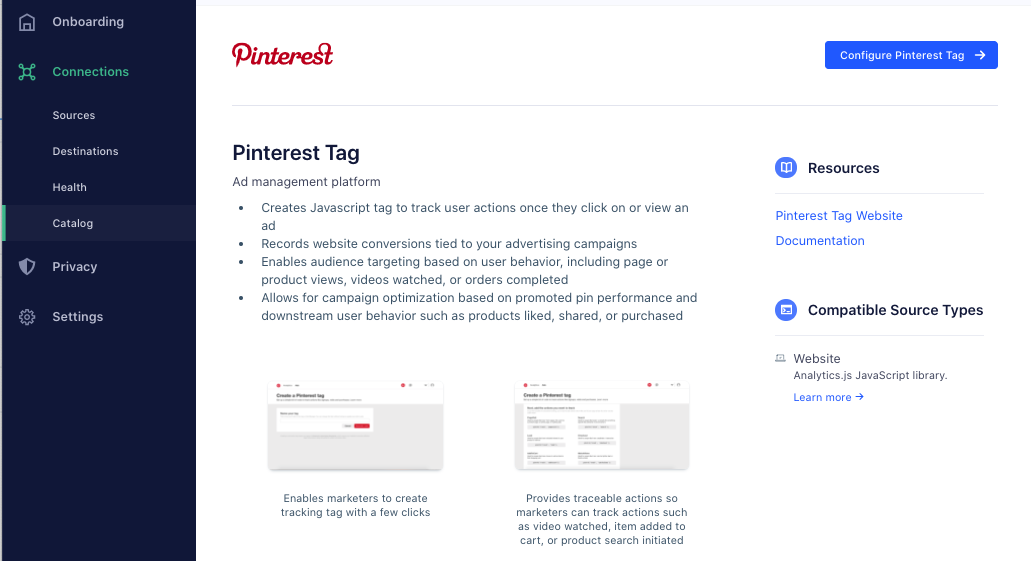 Onboarding
Connections
Sources
Destinations
Health
Catalog
Privacy
Settings
Pinterest
Configure Pinterest Tag →
Pinterest Tag
Ad management platform
• Creates Javascript tag to track user actions once they click on or view an
ad
• Records website conversions tied to your advertising campaigns
• Enables audience targeting based on user behavior, including page or
product views, videos watched, or orders completed
• Allows for campaign optimization based on promoted pin performance and
downstream user behavior such as products liked, shared, or purchased
Create a Pinterest tag
Enables marketers to create
tracking tag with a few clicks
Create a Pinterest tag
Provides traceable actions so
marketers can track actions such
as video watched, item added to
cart, or product search initiated
Resources
Pinterest Tag Website
Documentation
Compatible Source Types
Website
Analytics.js JavaScript library.
Learn more →